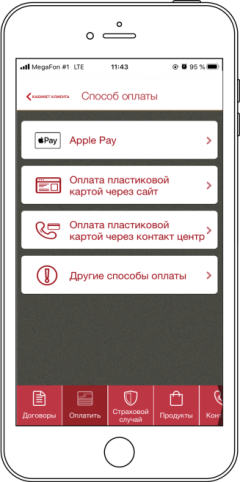 MegaFon #1 LTE 11:43 95 %
КАБИНЕТ КЛИЕНТА Способ оплаты
Pay Apple Pay
Оплата пластиковой
картой через сайт
Оплата пластиковой
картой через контакт центр
Другие способы оплаты
Договоры Оплатить Страховой случай Продукты Конт